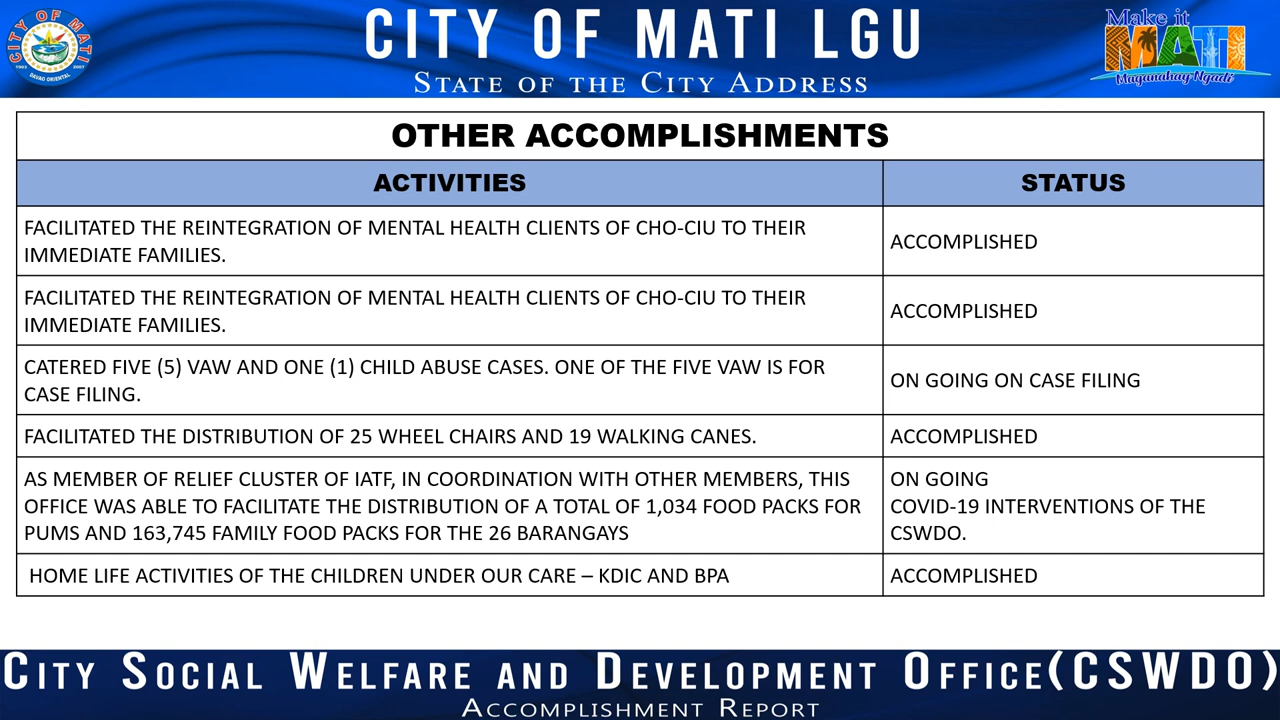 CITY OF MATI
1903
2007
DAVAO ORIENTAL
CITY OF MATI LGU
STATE OF THE CITY ADDRESS
Make it
MATI
Maganahay Ngadi
OTHER ACCOMPLISHMENTS
ACTIVITIES
STATUS
FACILITATED THE REINTEGRATION OF MENTAL HEALTH CLIENTS OF CHO-CIU TO THEIR
IMMEDIATE FAMILIES.
ACCOMPLISHED
FACILITATED THE REINTEGRATION OF MENTAL HEALTH CLIENTS OF CHO-CIU TO THEIR
IMMEDIATE FAMILIES.
ACCOMPLISHED
CATERED FIVE (5) VAW AND ONE (1) CHILD ABUSE CASES. ONE OF THE FIVE VAW IS FOR
CASE FILING.
ON GOING ON CASE FILING
FACILITATED THE DISTRIBUTION OF 25 WHEEL CHAIRS AND 19 WALKING CANES.
ACCOMPLISHED
AS MEMBER OF RELIEF CLUSTER OF IATF, IN COORDINATION WITH OTHER MEMBERS, THIS
OFFICE WAS ABLE TO FACILITATE THE DISTRIBUTION OF A TOTAL OF 1,034 FOOD PACKS FOR
PUMS AND 163,745 FAMILY FOOD PACKS FOR THE 26 BARANGAYS
ON GOING
COVID-19 INTERVENTIONS OF THE
CSWDO.
HOME LIFE ACTIVITIES OF THE CHILDREN UNDER OUR CARE – KDIC AND BPA
ACCOMPLISHED
CITY SOCIAL WELFARE AND DEVELOPMENT OFFICE(CSWDO)
ACCOMPLISHMENT REPORT